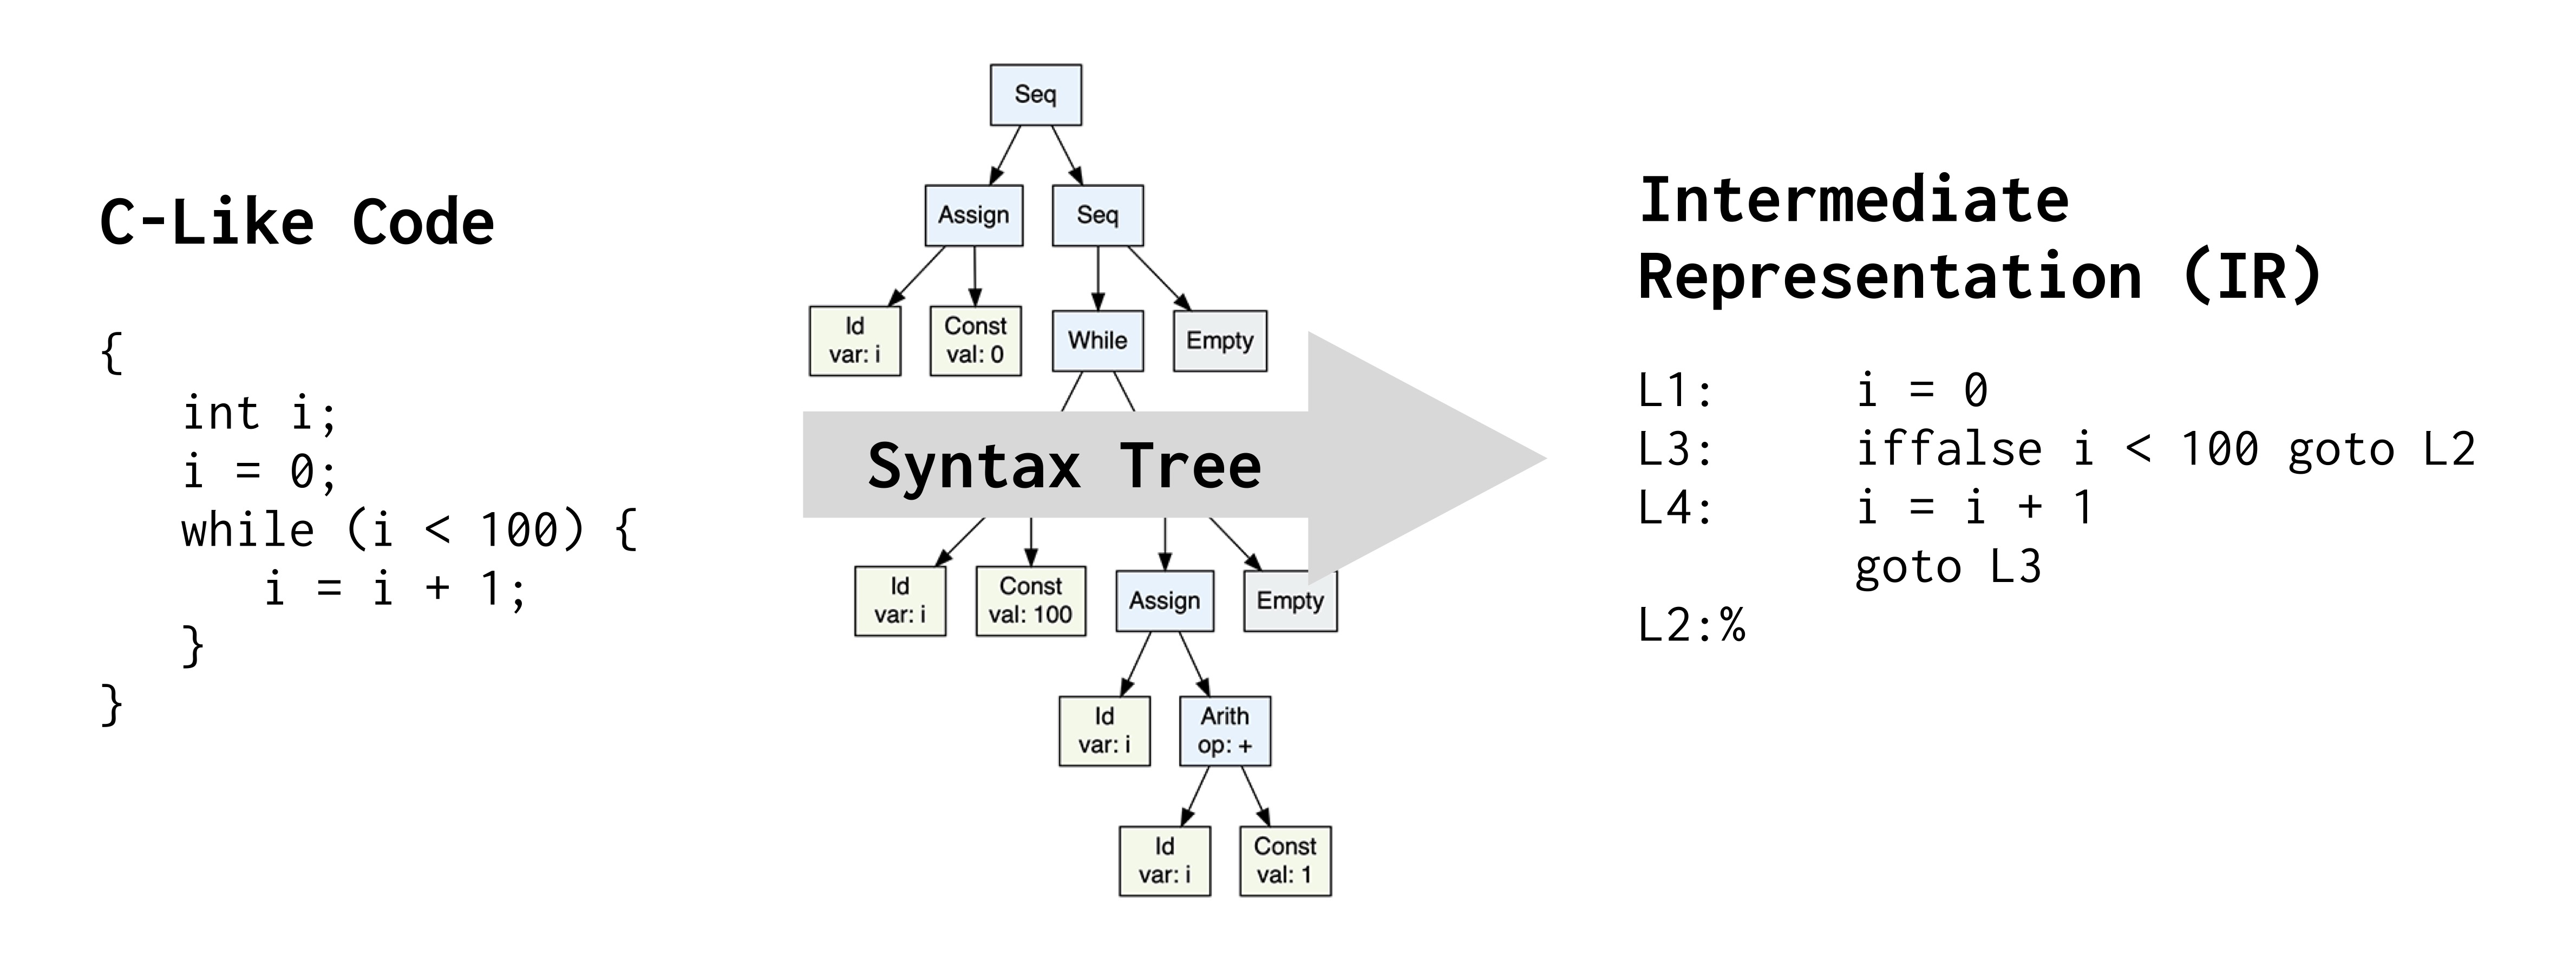 C-Like Code
{
int i;
i = 0;
while (i < 100) {
i = i + 1;
}
}
Seq
Assign
Seq
Id
var: i
Const
val: 0
While
Empty
Syntax Tree
Id
var: i
Const
val: 100
Assign
Empty
Id
var: i
Arith
op: +
Id
var: i
Const
val: 1
Intermediate
Representation (IR)
L1: i = 0
L3: iffalse i < 100 goto L2
L4: i = i + 1
goto L3
L2:%